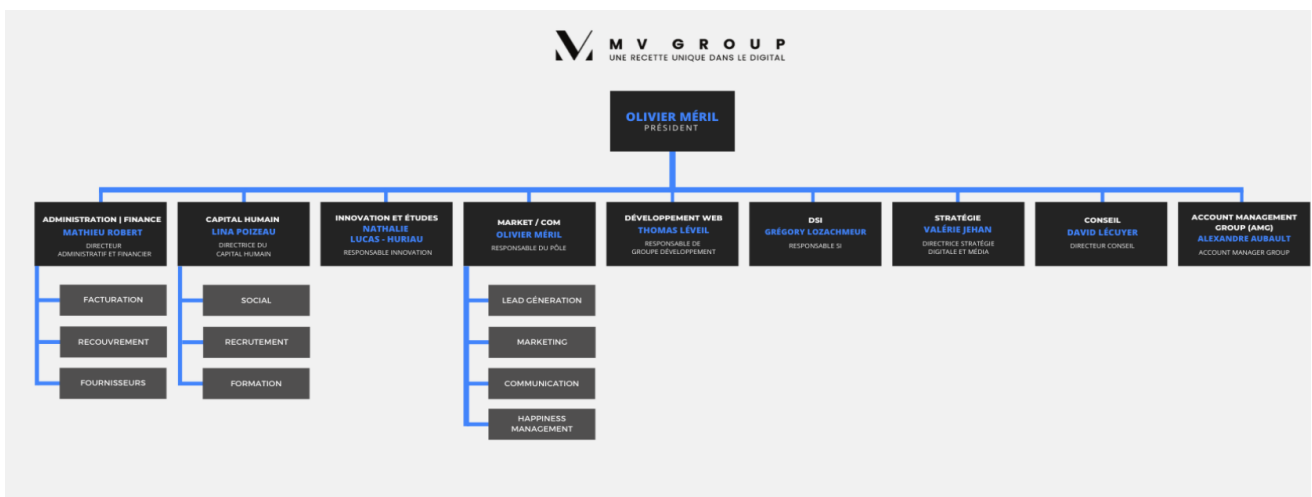 MV GROUP
UNE RECETTE UNIQUE DANS LE DIGITAL
OLIVIER MÉRIL
PRÉSIDENT
ADMINISTRATION | FINANCE
MATHIEU ROBERT
DIRECTEUR
ADMINISTRATIF ET FINANCIER
FACTURATION
RECOUVREMENT
FOURNISSEURS
CAPITAL HUMAIN
LINA POIZEAU
DIRECTRICE DU
CAPITAL HUMAIN
SOCIAL
RECRUTEMENT
FORMATION
INNOVATION ET ÉTUDES
NATHALIE
LUCAS - HURIAU
RESPONSABLE INNOVATION
MARKET / COM
OLIVIER MÉRIL
RESPONSABLE DU PÔLE
LEAD GÉNERATION
MARKETING
COMMUNICATION
HAPPINESS
MANAGEMENT
DÉVELOPPEMENT WEB
THOMAS LÉVEIL
RESPONSABLE DE
GROUPE DÉVELOPPEMENT
DSI
GRÉGORY LOZACHMEUR
RESPONSABLE SI
STRATÉGIE
VALÉRIE JEHAN
DIRECTRICE STRATÉGIE
DIGITALE ET MÉDIA
CONSEIL
DAVID LÉCUYER
DIRECTEUR CONSEIL
ACCOUNT MANAGEMENT
GROUP (AMG)
ALEXANDRE AUBAULT
ACCOUNT MANAGER GROUP